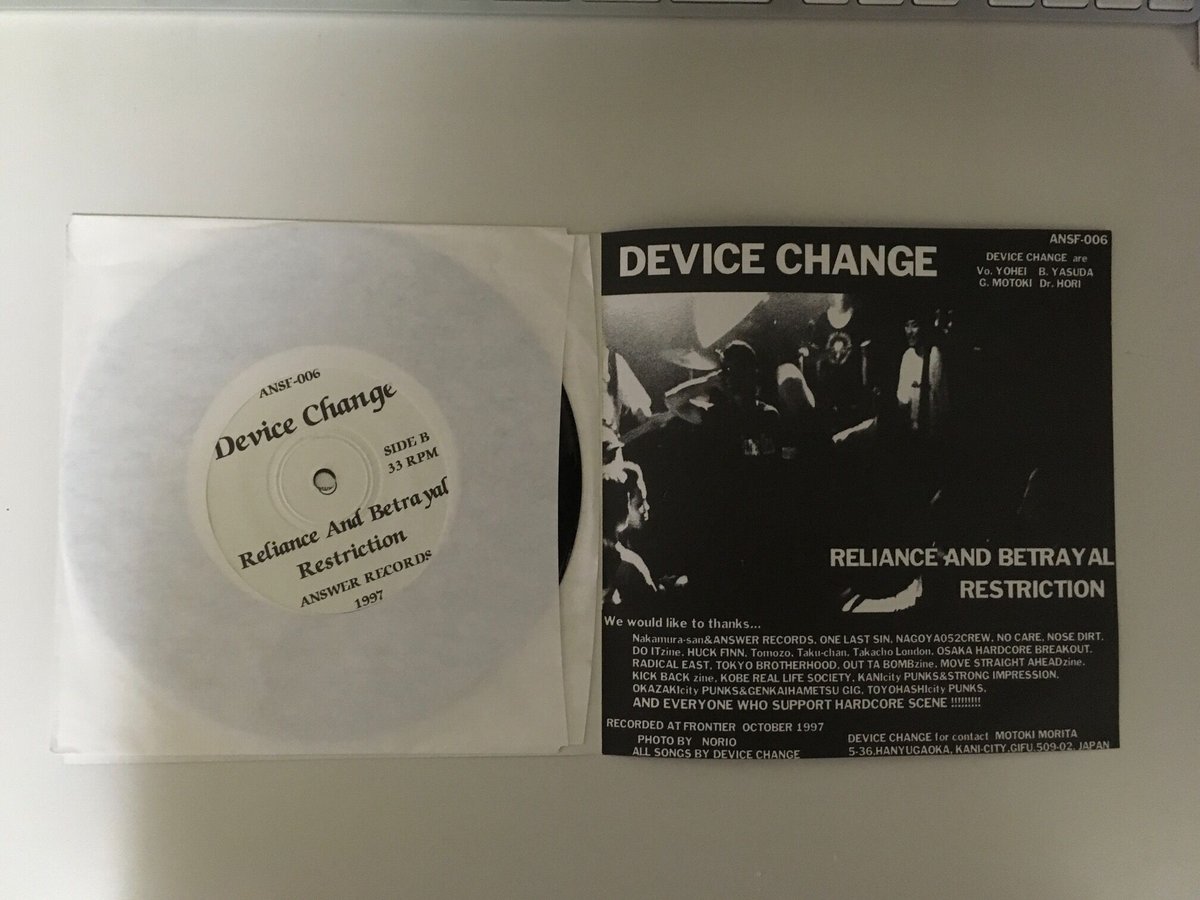 ANSF-006
Device Change
SIDE B
33 RPM
Reliance And Betrayal
Restriction
ANSWER RECORDS
1997
DEVICE CHANGE
ANSF-006
DEVICE CHANGE are
Vo. YOHEI B. YASUDA
G. MOTOKI Dr. HORI
RELIANCE AND BETRAYAL
RESTRICTION
We would like to thanks...
Nakamura-san&ANSWER RECORDS, ONE LAST SIN, NAGOYA052CREW, NO CARE, NOSE DIRT.
DO ITzine, HUCK FINN, Tomozo, Taku-chan, Takacho London, OSAKA HARDCORE BREAKOUT.
RADICAL EAST, TOKYO BROTHERHOOD, OUT TA BOMBzine, MOVE STRAIGHT AHEADzine.
KICK BACK zine, KOBE REAL LIFE SOCIETY, KANIcity PUNKS&STRONG IMPRESSION.
OKAZAKIcity PUNKS&GENKAIHAMETSU GIG, TOYOHASHIcity PUNKS,
AND EVERYONE WHO SUPPORT HARDCORE SCENE !!!!!!!!!
RECORDED AT FRONTIER OCTOBER 1997
PHOTO BY NORIO
ALL SONGS BY DEVICE CHANGE
DEVICE CHANGE for contact MOTOKI MORITA
5-36,HANYUGAOKA, KANI-CITY,GIFU,509-02, JAPAN